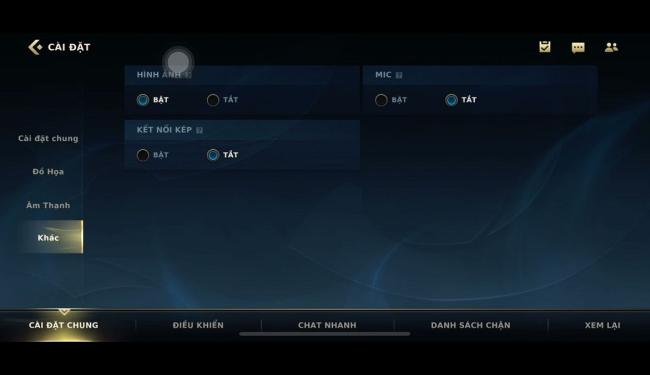 CÀI ĐẶT
HÌNH ẢNH
MIC
BẬT TẮT
BẬT TẮT
KẾT NỐI KÉP
BẬT TẮT
Cài đặt chung
Đồ Họa
Âm Thanh
Khác
CÀI ĐẶT CHUNG
ĐIỀU KHIỂN
CHAT NHANH
DANH SÁCH CHẶN
XEM LẠI